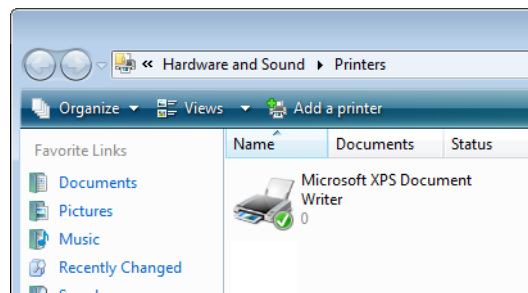 « Hardware and Sound Printers
Organize Views Add a printer
Favorite Links
Documents
Pictures
Music
Recently Changed
Name Documents Status
Microsoft XPS Document
Writer
0